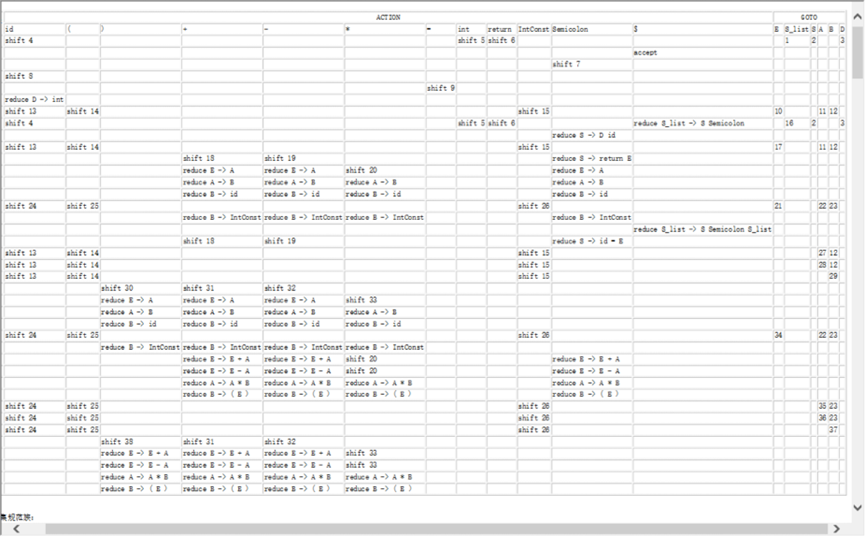 ACTION GOTO
id ( ) + - * = int return IntConst Semicolon $ E S_list S A B D
shift 4 shift 5 shift 6 1 2 3
accept
shift 7
shift 8
shift 9
reduce D -> int
shift 13 shift 14 shift 15 10 11 12
shift 4 shift 5 shift 6 reduce S_list -> S Semicolon 16 2 3
reduce S -> D id
shift 13 shift 14 shift 15 17 11 12
shift 18 shift 19 reduce S -> return E
reduce E -> A reduce E -> A shift 20 reduce E -> A
reduce A -> B reduce A -> B reduce A -> B reduce A -> B
reduce B -> id reduce B -> id reduce B -> id reduce B -> id
shift 24 shift 25 shift 26 21 22 23
reduce B -> IntConst reduce B -> IntConst reduce B -> IntConst reduce B -> IntConst
reduce S_list -> S Semicolon S_list
shift 18 shift 19 reduce S -> id = E
shift 13 shift 14 shift 15 27 12
shift 13 shift 14 shift 15 28 12
shift 13 shift 14 shift 15 29
shift 30 shift 31 shift 32
reduce E -> A reduce E -> A reduce E -> A shift 33
reduce A -> B reduce A -> B reduce A -> B reduce A -> B
reduce B -> id reduce B -> id reduce B -> id reduce B -> id
shift 24 shift 25 shift 26 34 22 23
reduce B -> IntConst reduce B -> IntConst reduce B -> IntConst reduce B -> IntConst
reduce E -> E + A reduce E -> E + A shift 20 reduce E -> E + A
reduce E -> E - A reduce E -> E - A shift 20 reduce E -> E - A
reduce A -> A * B reduce A -> A * B reduce A -> A * B reduce A -> A * B
reduce B -> ( E ) reduce B -> ( E ) reduce B -> ( E ) reduce B -> ( E )
shift 24 shift 25 shift 26 35 23
shift 24 shift 25 shift 26 36 23
shift 24 shift 25 shift 26 37
shift 38 shift 31 shift 32
reduce E -> E + A reduce E -> E + A reduce E -> E + A shift 33
reduce E -> E - A reduce E -> E - A reduce E -> E - A shift 33
reduce A -> A * B reduce A -> A * B reduce A -> A * B reduce A -> A * B
reduce B -> ( E ) reduce B -> ( E ) reduce B -> ( E ) reduce B -> ( E )
集规范族: